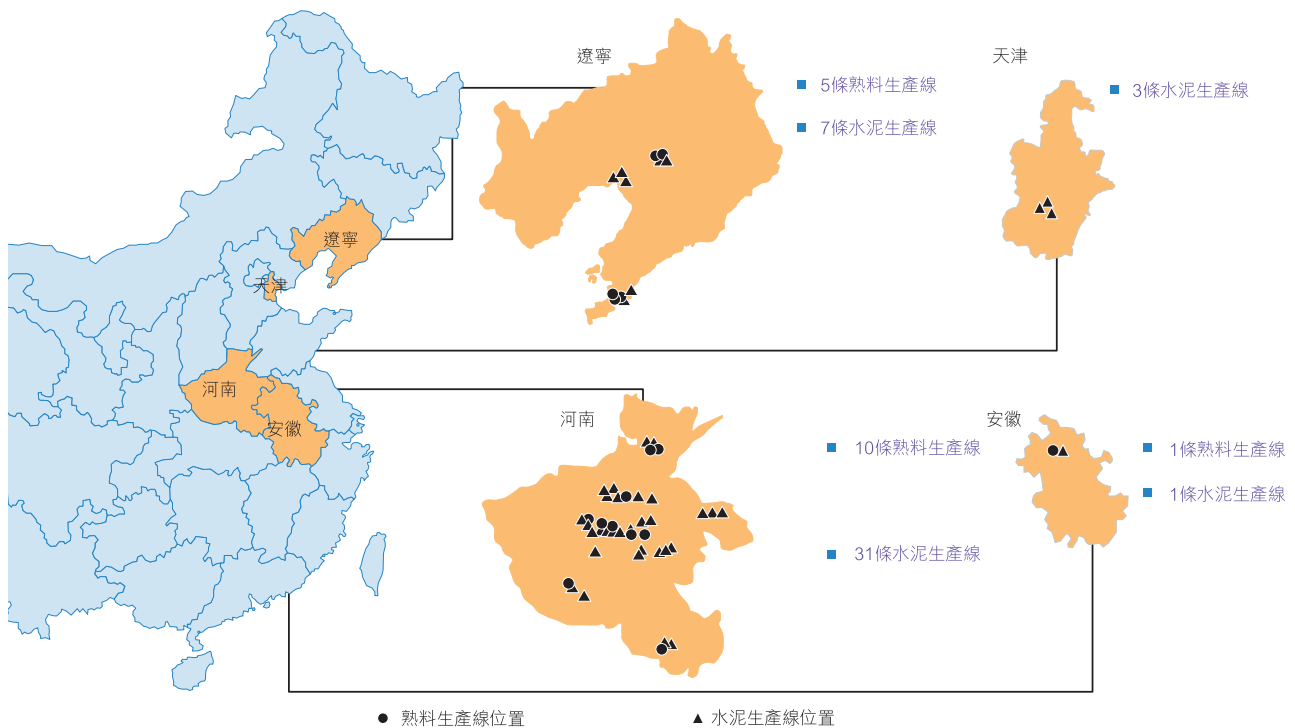 遼寧
5條熟料生產線
7條水泥生產線
天津
3條水泥生產線
遼寧
天津
河南
安徽
河南
10條熟料生產線
31條水泥生產線
安徽
1條熟料生產線
1條水泥生產線
熟料生產線位置
水泥生產線位置